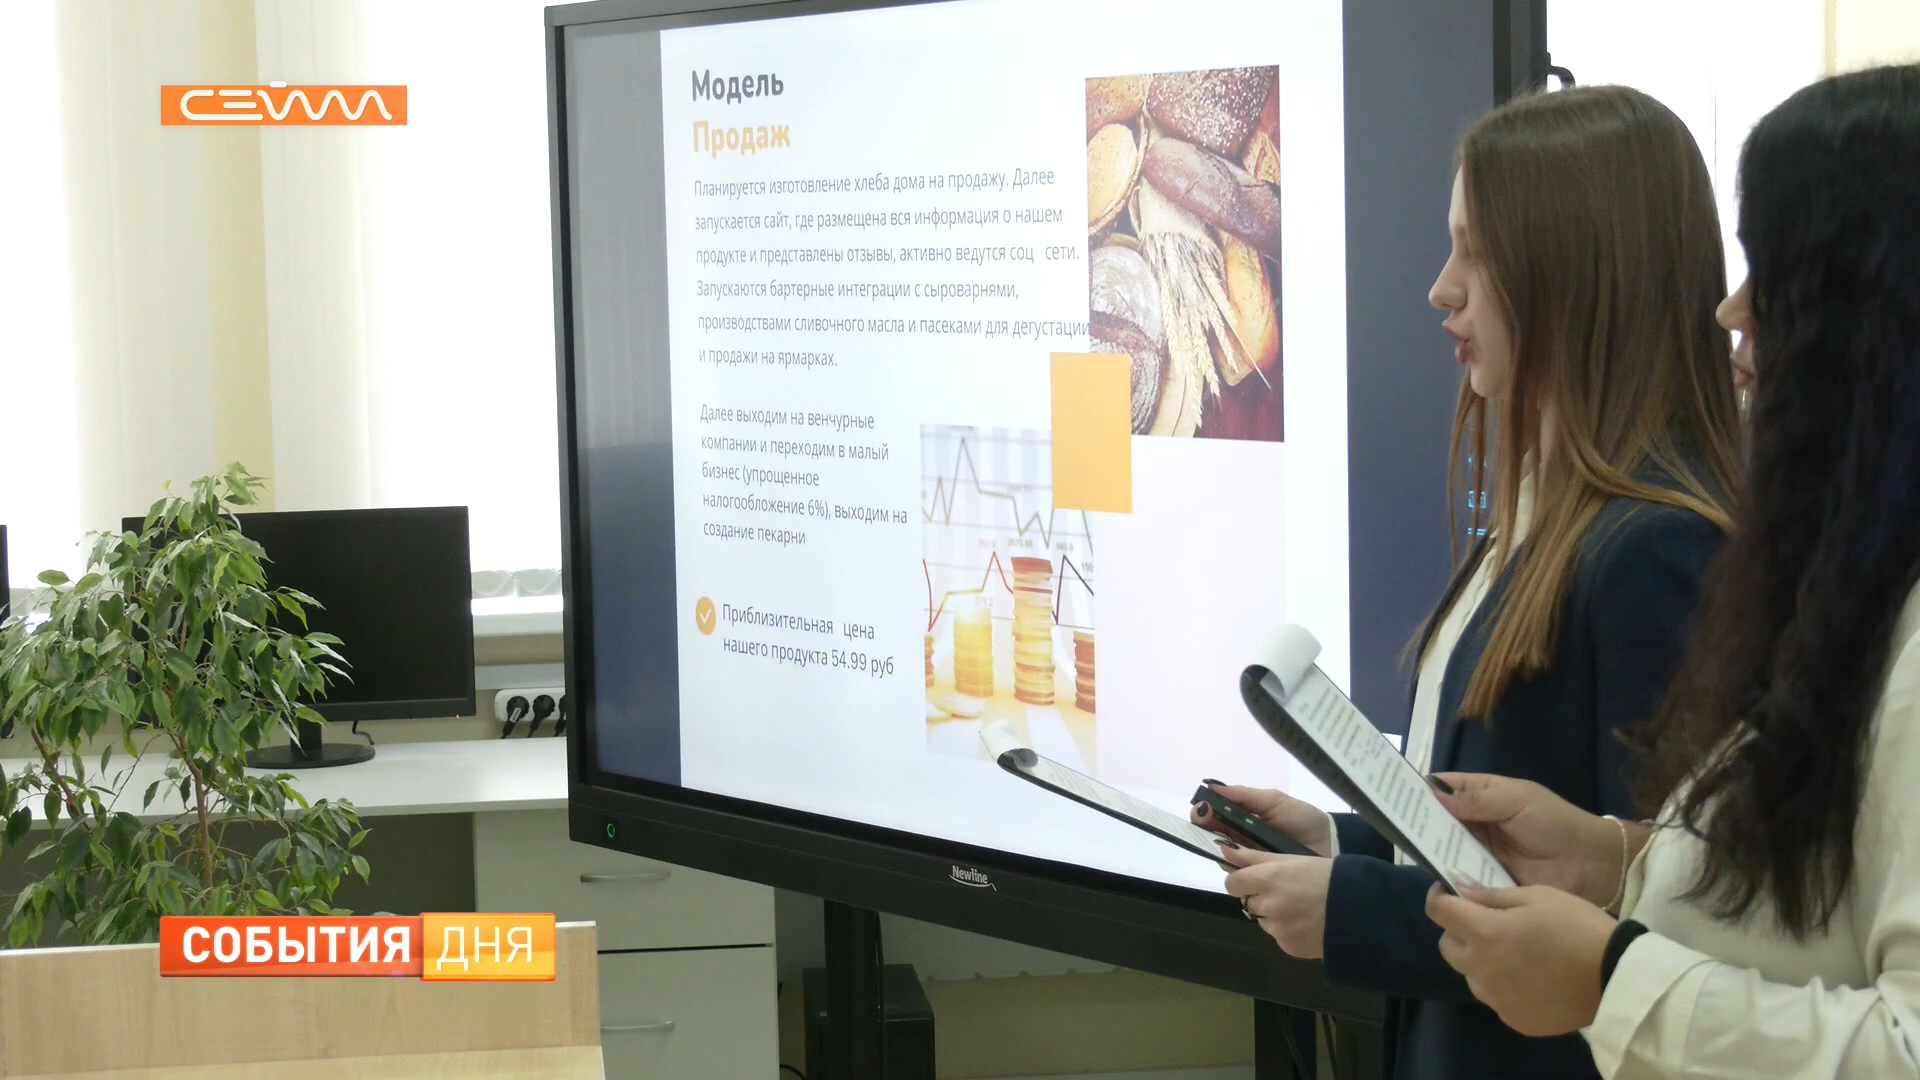 СЕЙМ
Модель
Продаж
Планируется изготовление хлеба дома на продажу. Далее
запускается сайт, где размещена вся информация о нашем
продукте и представлены отзывы, активно ведутся соц сети.
Запускаются бартерные интеграции с сыроварнями,
производствами сливочного масла и пасеками для дегустации
и продажи на ярмарках.
Далее выходим на венчурные
компании и переходим в малый
бизнес (упрощенное
налогообложение 6%), выходим на
создание пекарни
Приблизительная цена
нашего продукта 54.99 руб
Newline
СОБЫТИЯ ДНЯ